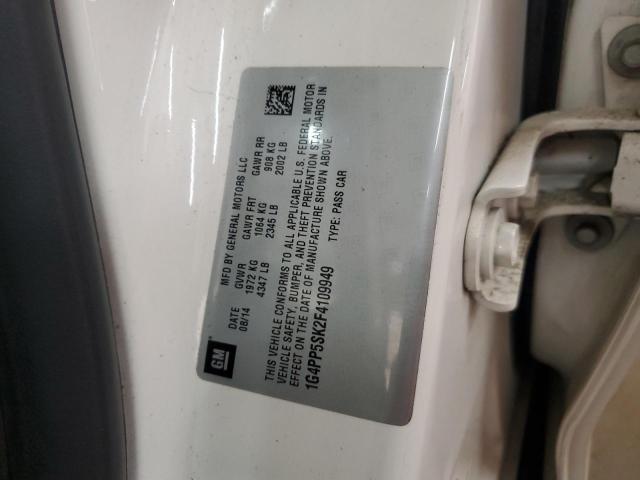 MFD BY GENERAL MOTORS LLC
DATE GVWR GAWR FRT GAWR RR
08/14 1972 KG 1064 KG 908 KG
4347 LB 2345 LB 2002 LB
THIS VEHICLE CONFORMS TO ALL APPLICABLE U.S. FEDERAL MOTOR
VEHICLE SAFETY, BUMPER, AND THEFT PREVENTION STANDARDS IN
EFFECT ON THE DATE OF MANUFACTURE SHOWN ABOVE.
1G4PP5SK2F4109949 TYPE: PASS CAR
GM